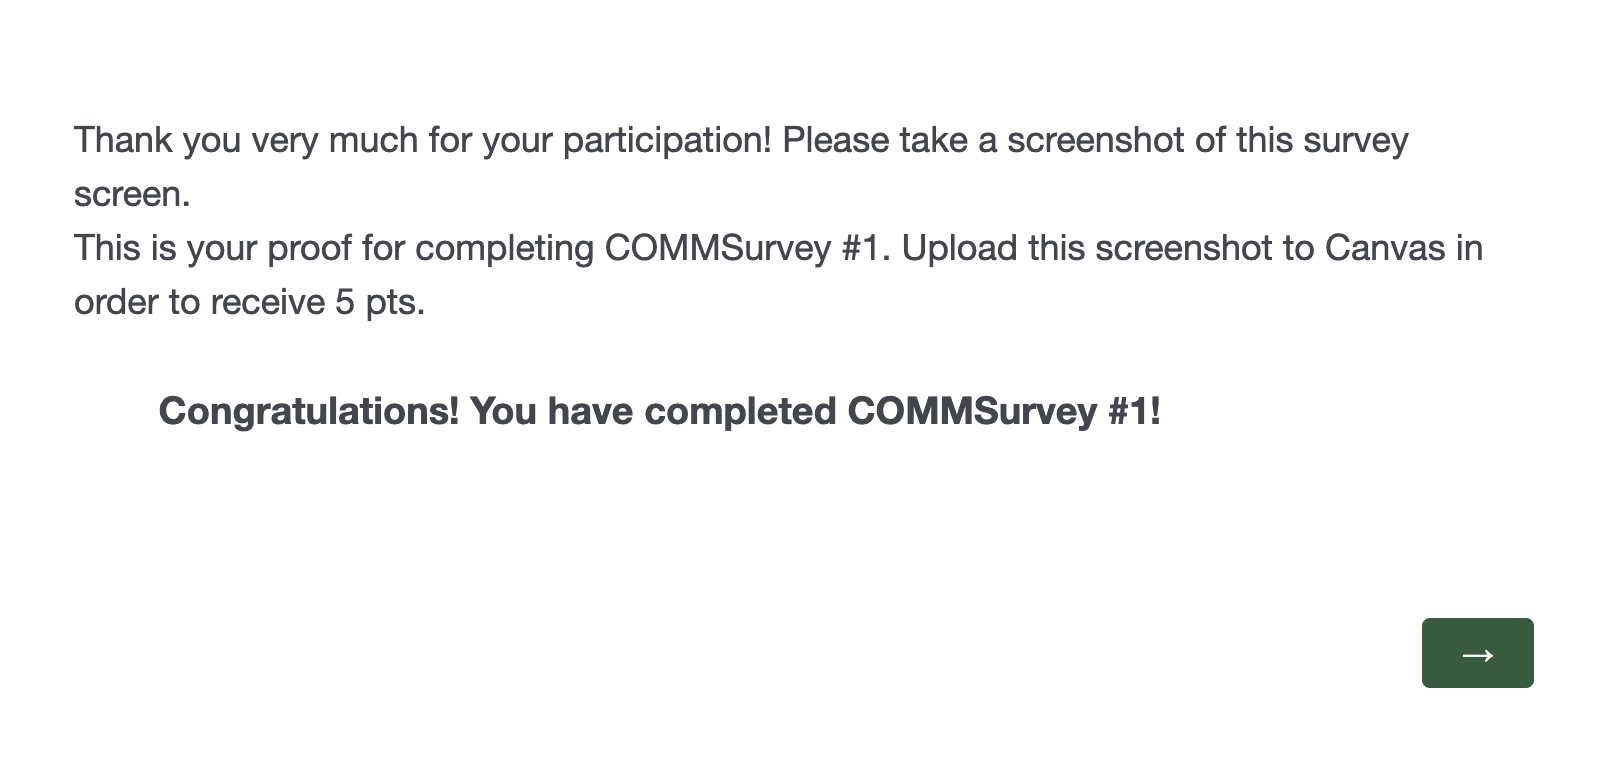 Thank you very much for your participation! Please take a screenshot of this survey
screen.
This is your proof for completing COMMSurvey #1. Upload this screenshot to Canvas in
order to receive 5 pts.
Congratulations! You have completed COMMSurvey #1!
→